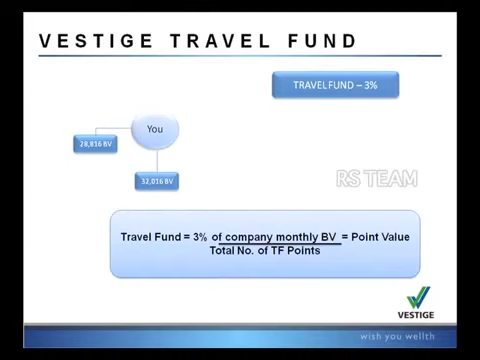 VESTIGE TRAVEL FUND
TRAVEL FUND – 3%
You
28,816 BV
32,016 BV
RS TEAM
Travel Fund = 3% of company monthly BV = Point Value
Total No. of TF Points
VESTIGE
wish you wellth